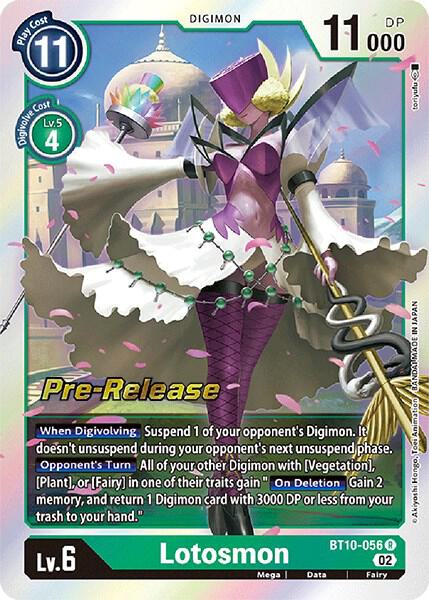 Play Cost
11
DIGIMON
11000
DP
toriyufu
Digivolve Cost
Lv.5
4
Pre-Release
When Digivolving Suspend 1 of your opponent's Digimon. It
doesn't unsuspend during your opponent's next unsuspend phase.
Opponent's Turn All of your other Digimon with [Vegetation],
[Plant], or [Fairy] in one of their traits gain " On Deletion Gain 2
memory, and return 1 Digimon card with 3000 DP or less from your
trash to your hand."
©Akiyoshi Hongo, Toei Animation BANDAI MADE IN JAPAN
Lv.6
Lotosmon
BT10-056 R
02
Mega | Data | Fairy